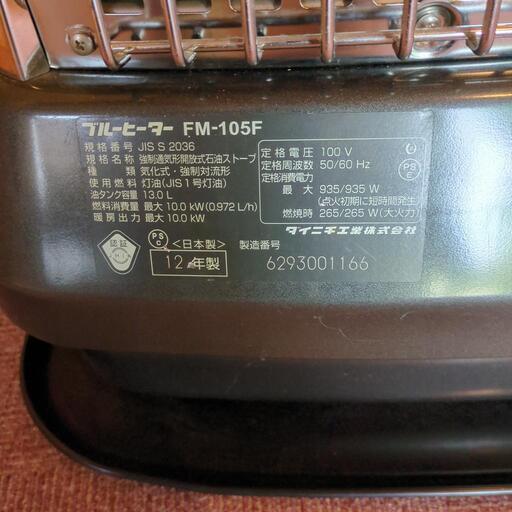 ブルーヒーター FM-105F
規格番号 JIS S 2036
規格名称 強制通気形開放式石油ストーブ
種類 気化式・強制対流形
使用燃料 灯油(JIS 1号灯油)
油タンク容量 13.0 L
燃料消費量 最大 10.0 kW (0.972 L/h)
暖房出力 最大 10.0 kW
定格電圧 100 V
定格周波数 50/60 Hz
定格消費電力
最大 935/935 W
(点火初期に短時間発生)
燃焼時 265/265 W (大火力)
ダイニチ工業株式会社
PS E
認証
PS C
<日本製> 製造番号
12年製 6293001166